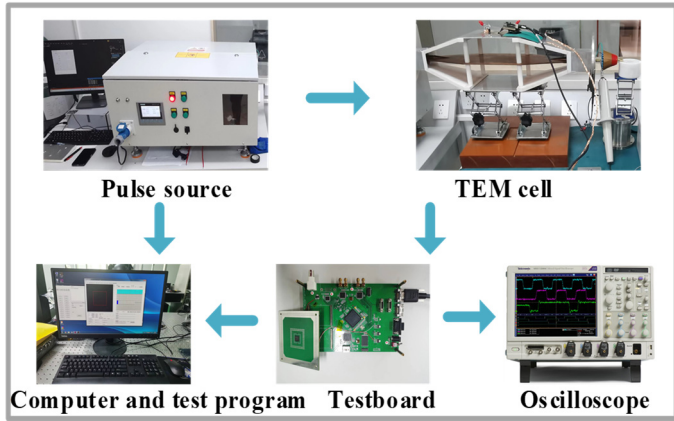 Pulse source
TEM cell
Computer and test program
Testboard
Oscilloscope